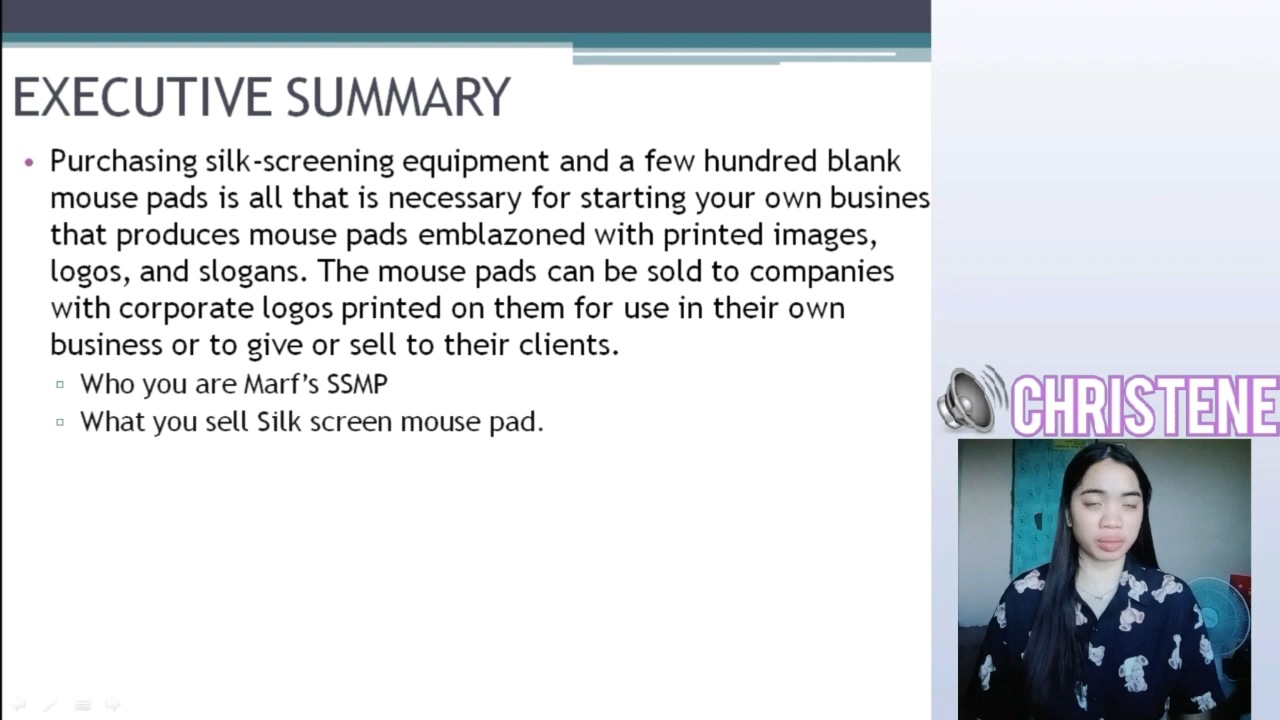 EXECUTIVE SUMMARY
• Purchasing silk-screening equipment and a few hundred blank
mouse pads is all that is necessary for starting your own busines
that produces mouse pads emblazoned with printed images,
logos, and slogans. The mouse pads can be sold to companies
with corporate logos printed on them for use in their own
business or to give or sell to their clients.
▫ Who you are Marf’s SSMP
▫ What you sell Silk screen mouse pad.
CHRISTENE